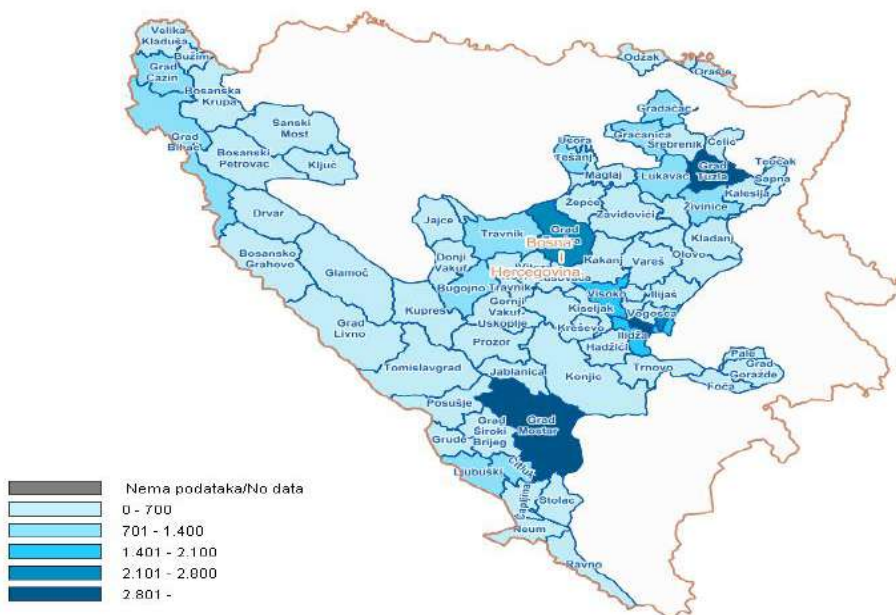 Velika
Kladuša
Bužim
Grad
Cazin
Bosanska
Krupa
Grad
Bihać
Sanski
Most
Bosanski
Petrovac
Ključ
Drvar
Bosansko
Grahovo
Glamoč
Grad
Livno
Kupres
Tomislavgrad
Jajce
Donji
Vakuf
Bugojno
Travnik
Travnik
Gornji
Vakuf
Uskoplje
Prozor
Jablanica
Konjic
Posušje
Grad
Široki
Brijeg
Grude
Ljubuški
Čitluk
Čapljina
Grad
Mostar
Stolac
Neum
Ravno
Odžak
Orašje
Gradačac
Gračanica
Srebrenik
Čelić
Usora
Tešanj
Maglaj
Lukavac
Grad
Tuzla
Teočak
Sapna
Kalesija
Živinice
Kladanj
Žepče
Zavidovići
Grad
Bosna
i
Hercegovina
Kakanj
Vareš
Olovo
Visoko
Ilijaš
Vogošća
Kiseljak
Kreševo
Ilidža
Hadžići
Trnovo
Pale
Grad
Goražde
Foča
Nema podataka/No data
0 - 700
701 - 1.400
1.401 - 2.100
2.101 - 2.800
2.801 -